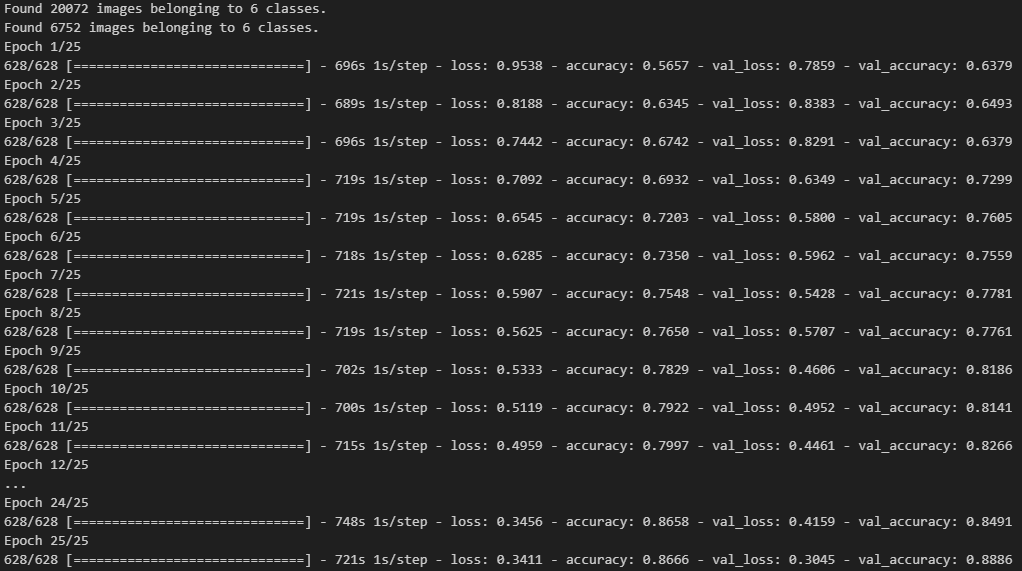 Found 20072 images belonging to 6 classes.
Found 6752 images belonging to 6 classes.
Epoch 1/25
628/628 [==============================] - 696s 1s/step - loss: 0.9538 - accuracy: 0.5657 - val_loss: 0.7859 - val_accuracy: 0.6379
Epoch 2/25
628/628 [==============================] - 689s 1s/step - loss: 0.8188 - accuracy: 0.6345 - val_loss: 0.8383 - val_accuracy: 0.6493
Epoch 3/25
628/628 [==============================] - 696s 1s/step - loss: 0.7442 - accuracy: 0.6742 - val_loss: 0.8291 - val_accuracy: 0.6379
Epoch 4/25
628/628 [==============================] - 719s 1s/step - loss: 0.7092 - accuracy: 0.6932 - val_loss: 0.6349 - val_accuracy: 0.7299
Epoch 5/25
628/628 [==============================] - 719s 1s/step - loss: 0.6545 - accuracy: 0.7203 - val_loss: 0.5800 - val_accuracy: 0.7605
Epoch 6/25
628/628 [==============================] - 718s 1s/step - loss: 0.6285 - accuracy: 0.7350 - val_loss: 0.5962 - val_accuracy: 0.7559
Epoch 7/25
628/628 [==============================] - 721s 1s/step - loss: 0.5907 - accuracy: 0.7548 - val_loss: 0.5428 - val_accuracy: 0.7781
Epoch 8/25
628/628 [==============================] - 719s 1s/step - loss: 0.5625 - accuracy: 0.7650 - val_loss: 0.5707 - val_accuracy: 0.7761
Epoch 9/25
628/628 [==============================] - 702s 1s/step - loss: 0.5333 - accuracy: 0.7829 - val_loss: 0.4606 - val_accuracy: 0.8186
Epoch 10/25
628/628 [==============================] - 700s 1s/step - loss: 0.5119 - accuracy: 0.7922 - val_loss: 0.4952 - val_accuracy: 0.8141
Epoch 11/25
628/628 [==============================] - 715s 1s/step - loss: 0.4959 - accuracy: 0.7997 - val_loss: 0.4461 - val_accuracy: 0.8266
Epoch 12/25
...
Epoch 24/25
628/628 [==============================] - 748s 1s/step - loss: 0.3456 - accuracy: 0.8658 - val_loss: 0.4159 - val_accuracy: 0.8491
Epoch 25/25
628/628 [==============================] - 721s 1s/step - loss: 0.3411 - accuracy: 0.8666 - val_loss: 0.3045 - val_accuracy: 0.8886